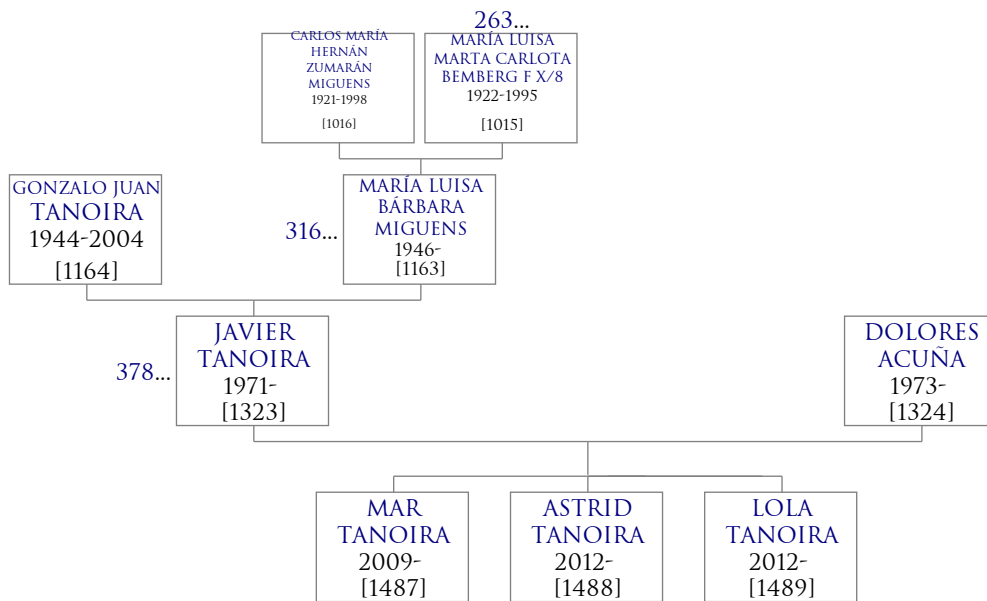 263...
CARLOS MARÍA
HERNÁN
ZUMARÁN
MIGUENS
1921-1998
[1016]
MARÍA LUISA
MARTA CARLOTA
BEMBERG F X/8
1922-1995
[1015]
GONZALO JUAN
TANOIRA
1944-2004
[1164]
316...
MARÍA LUISA
BÁRBARA
MIGUENS
1946-
[1163]
378...
JAVIER
TANOIRA
1971-
[1323]
DOLORES
ACUÑA
1973-
[1324]
MAR
TANOIRA
2009-
[1487]
ASTRID
TANOIRA
2012-
[1488]
LOLA
TANOIRA
2012-
[1489]